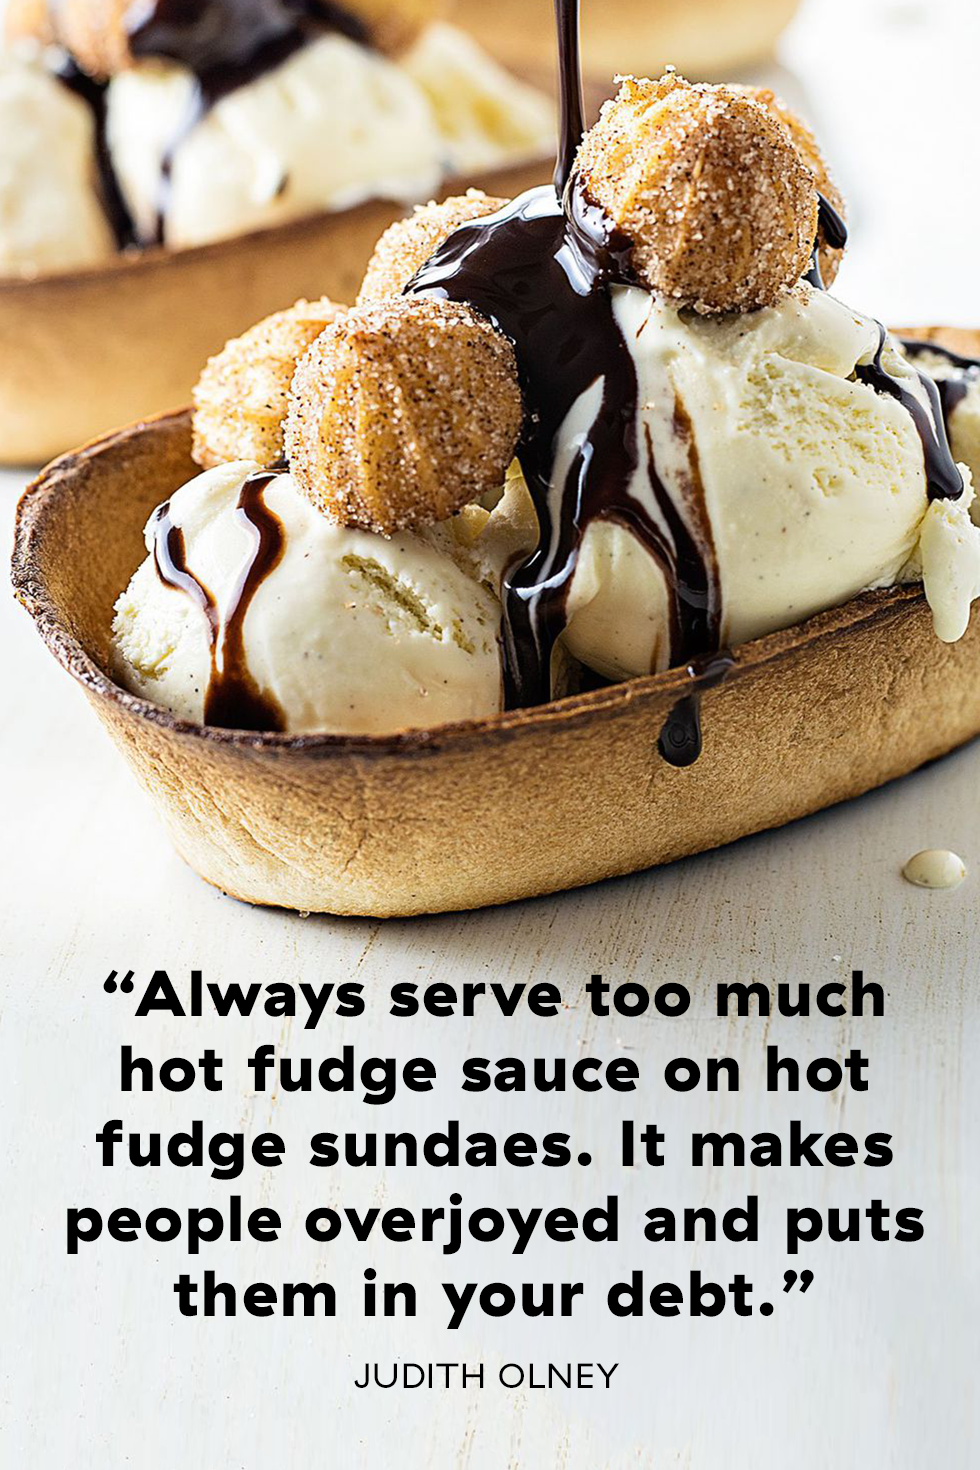 “Always serve too much
hot fudge sauce on hot
fudge sundaes. It makes
people overjoyed and puts
them in your debt.”
JUDITH OLNEY